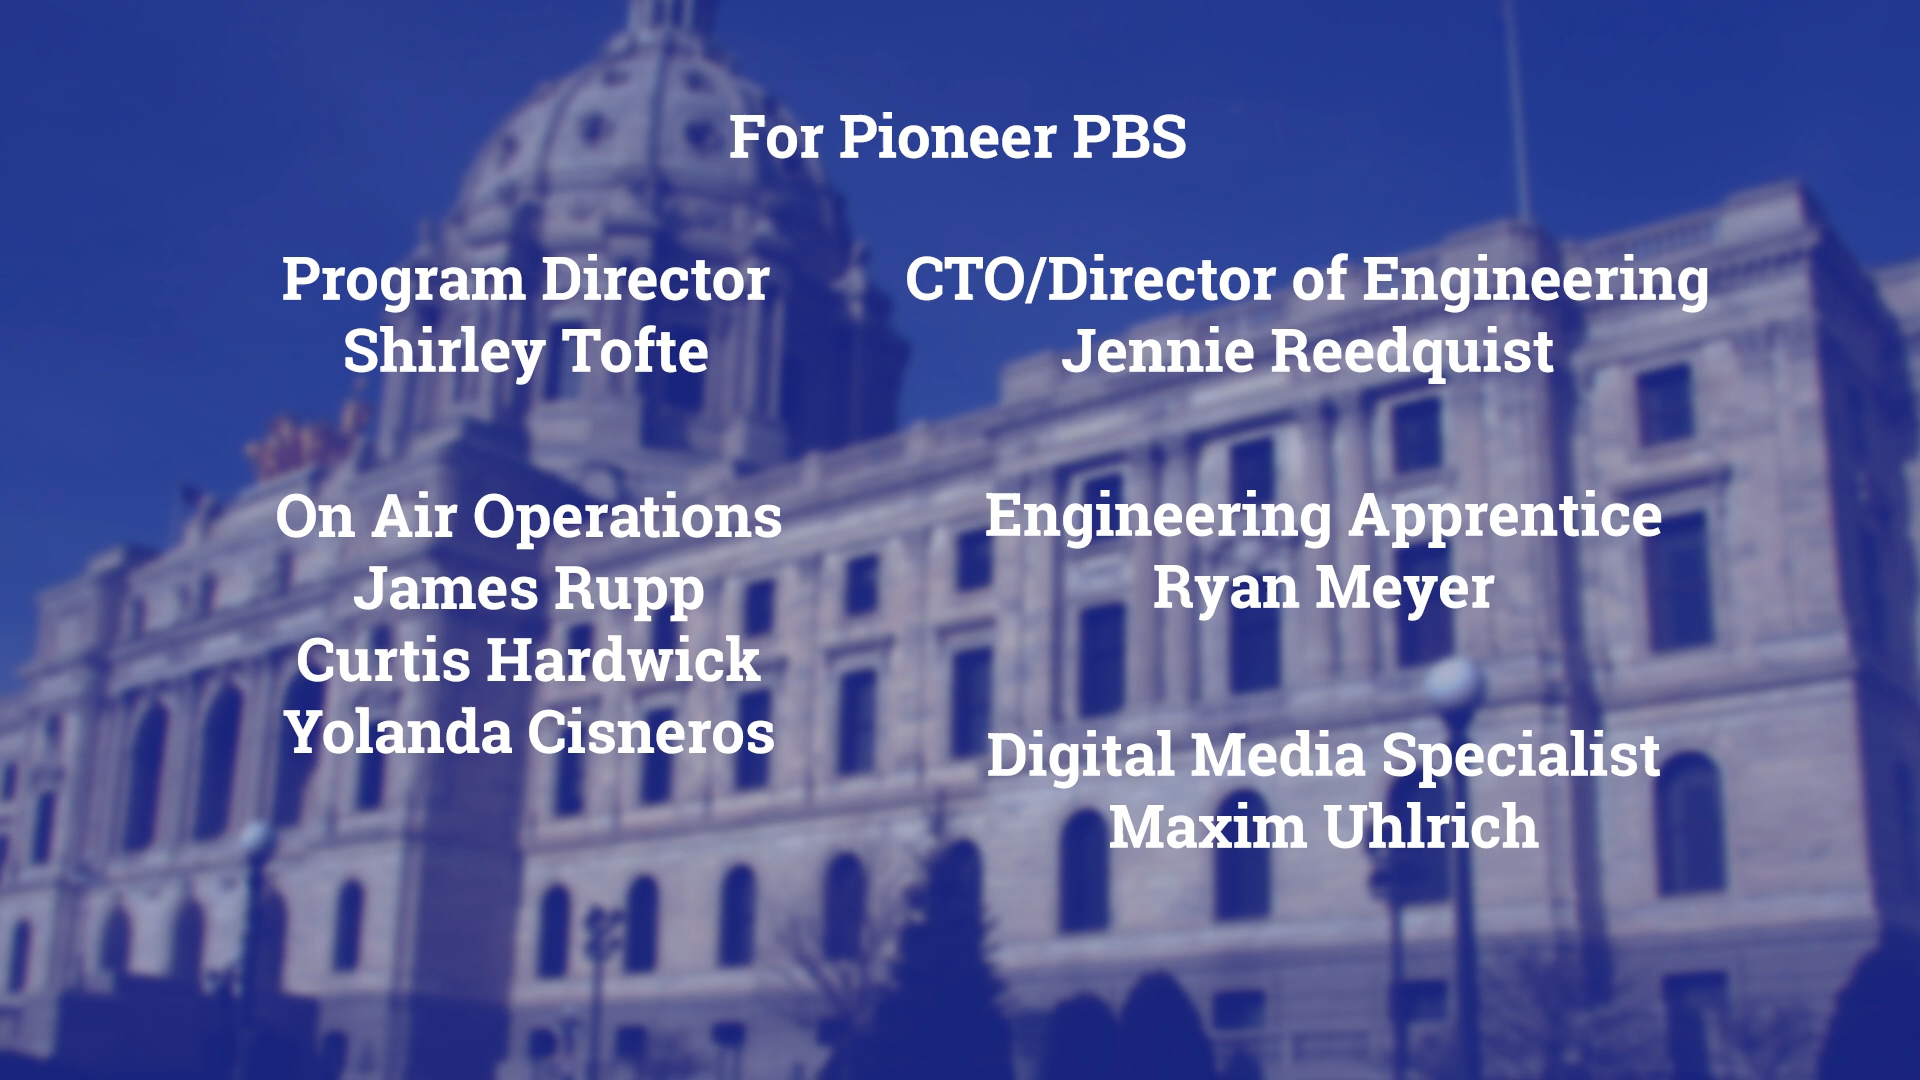 For Pioneer PBS
Program Director
Shirley Tofte
CTO/Director of Engineering
Jennie Reedquist
On Air Operations
James Rupp
Curtis Hardwick
Yolanda Cisneros
Engineering Apprentice
Ryan Meyer
Digital Media Specialist
Maxim Uhlrich